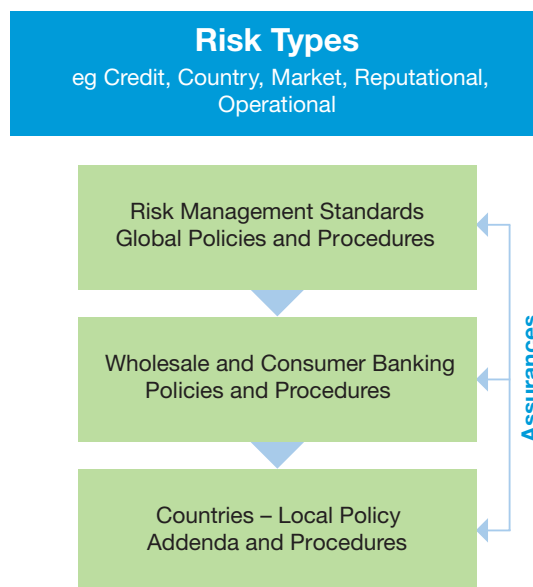 Risk Types
eg Credit, Country, Market, Reputational,
Operational
Risk Management Standards
Global Policies and Procedures
Wholesale and Consumer Banking
Policies and Procedures
Countries – Local Policy
Addenda and Procedures
Assurances